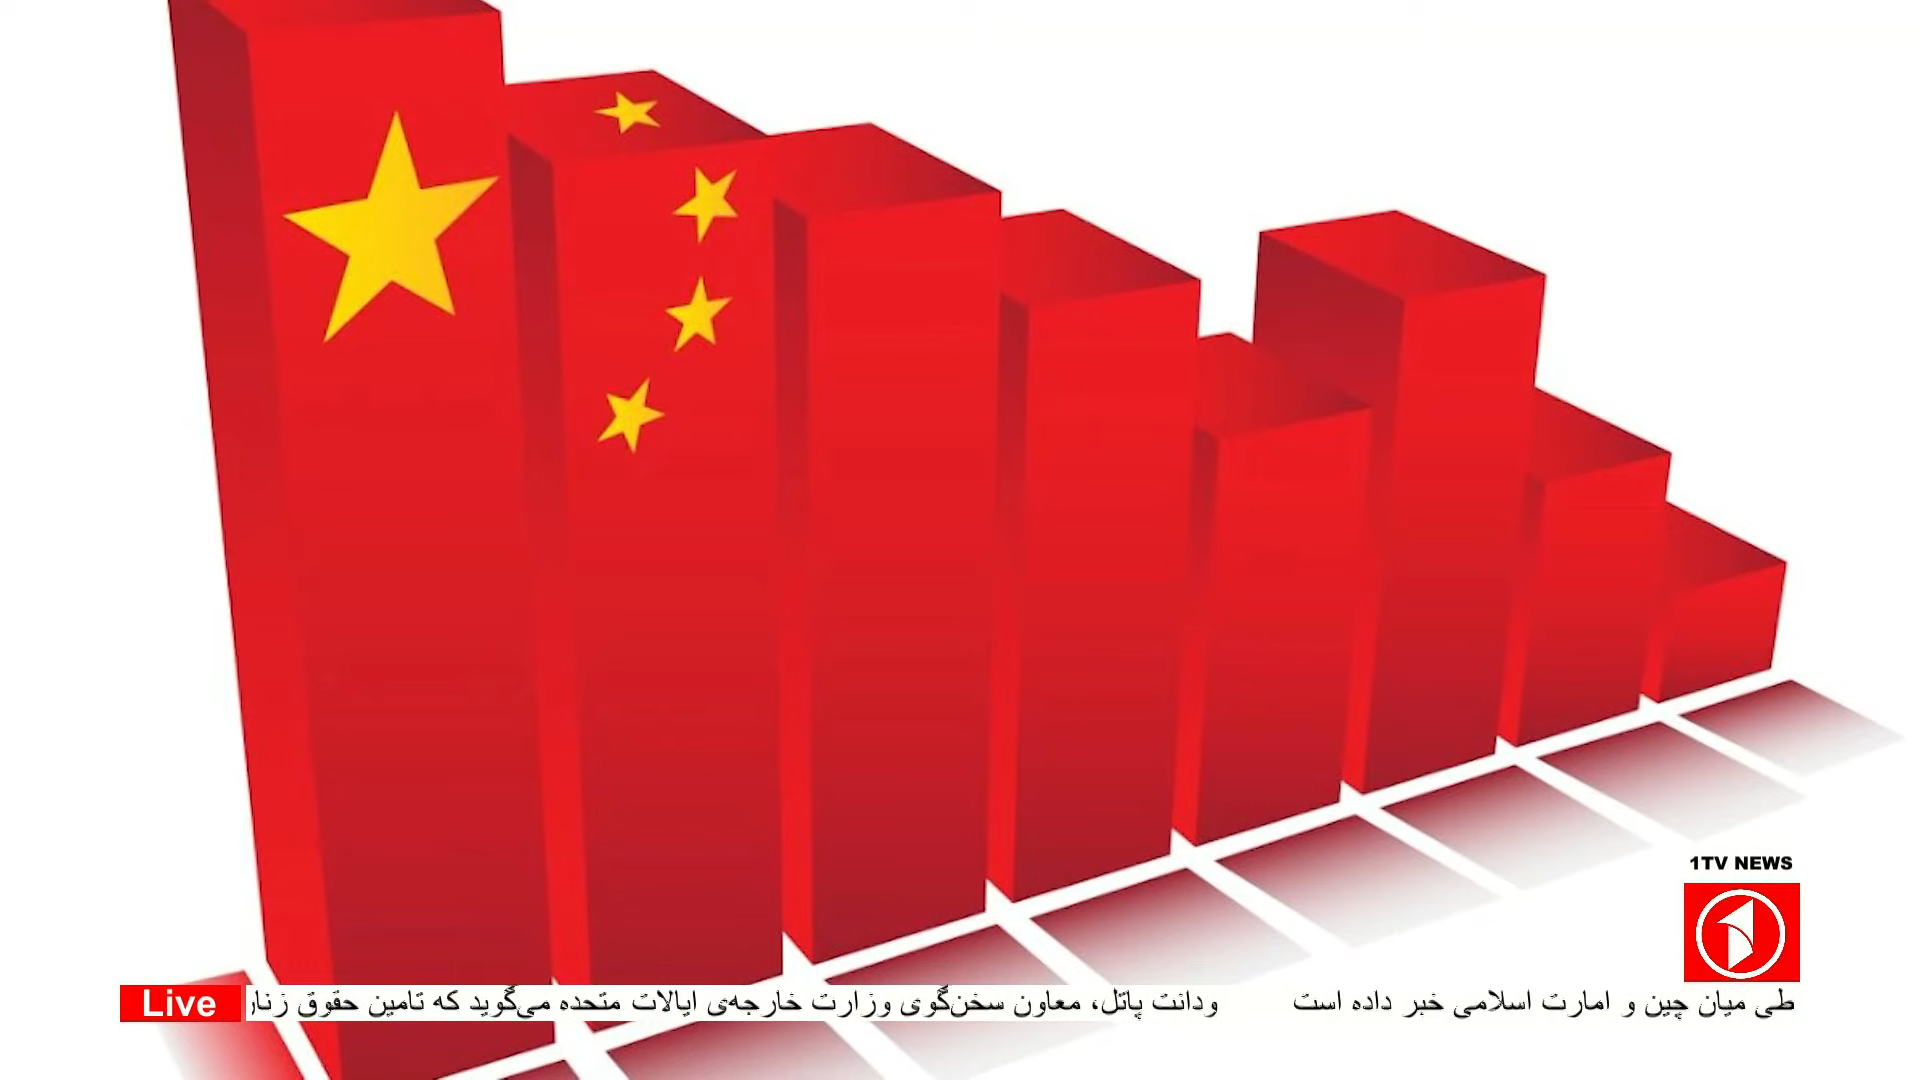 1TV NEWS
Live
طی میان چین و امارت اسلامی خبر داده است ودانت پاتل، معاون سخن‌گوی وزارت خارجه‌ی ایالات متحده می‌گوید که تامین حقوق